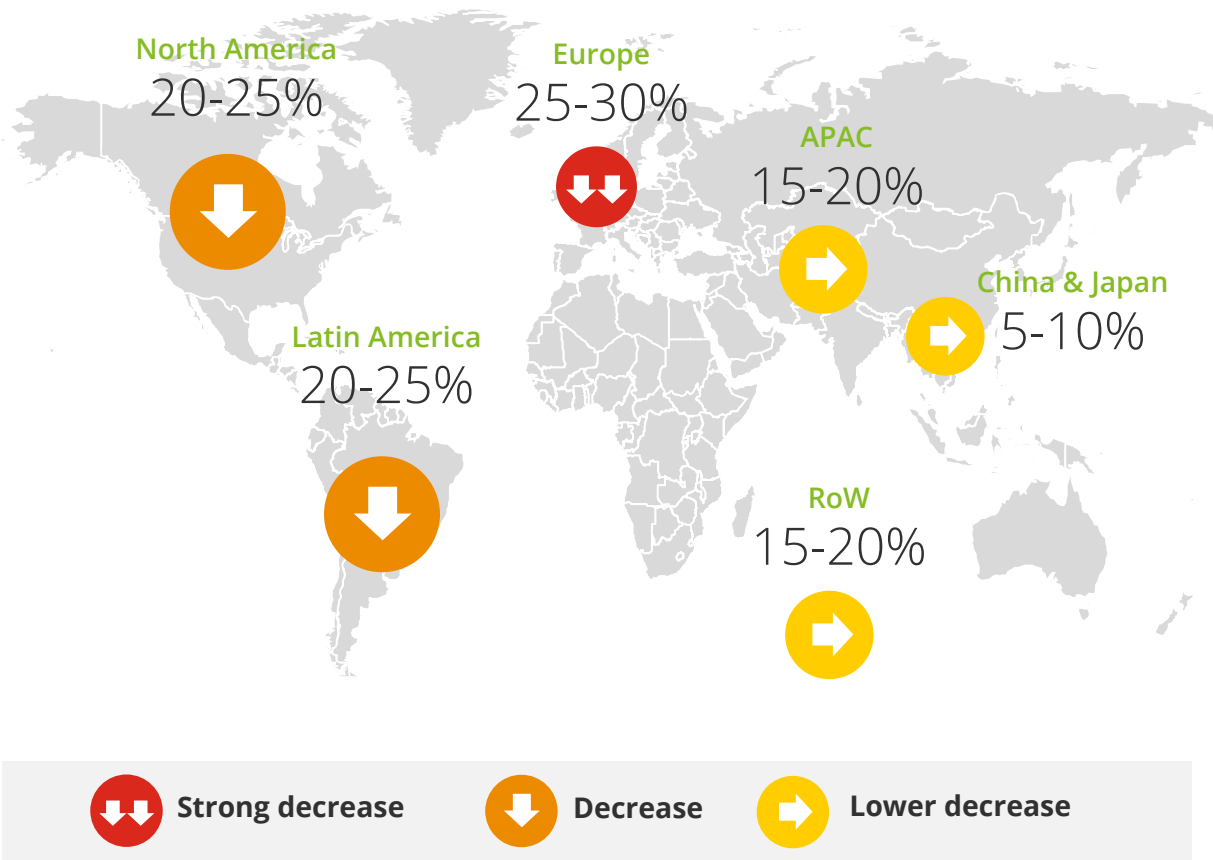 North America
20-25%
Europe
25-30%
APAC
15-20%
China & Japan
5-10%
Latin America
20-25%
RoW
15-20%
Strong decrease
Decrease
Lower decrease